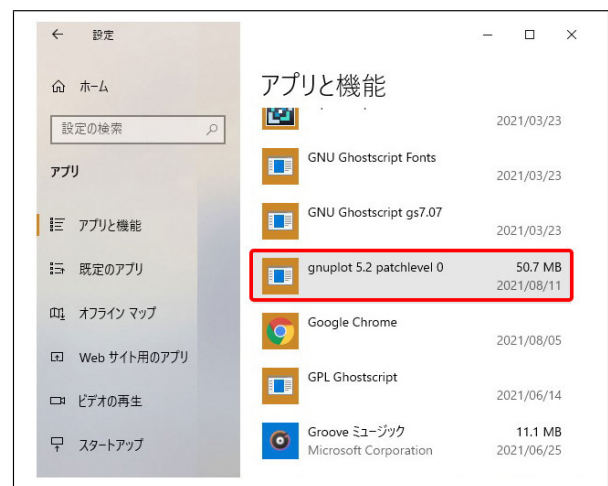 設定
ホーム
設定の検索
アプリ
アプリと機能
既定のアプリ
オフライン マップ
Web サイト用のアプリ
ビデオの再生
スタートアップ
アプリと機能
2021/03/23
GNU Ghostscript Fonts
2021/03/23
GNU Ghostscript gs7.07
2021/03/23
gnuplot 5.2 patchlevel 0 50.7 MB
2021/08/11
Google Chrome
2021/08/05
GPL Ghostscript
2021/06/14
Groove ミュージック 11.1 MB
Microsoft Corporation 2021/06/25